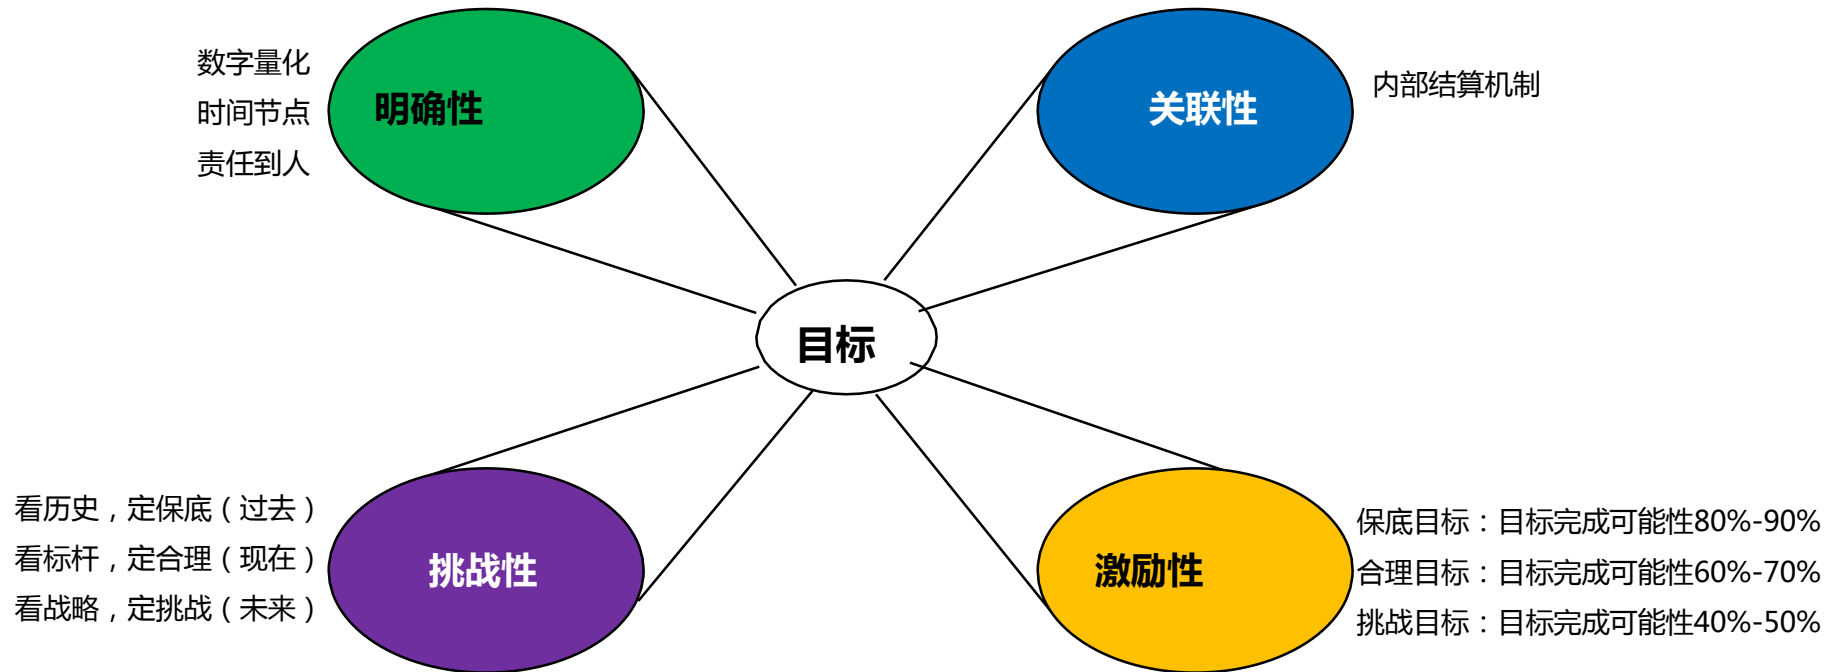 数字量化
时间节点
责任到人
明确性
关联性
内部结算机制
目标
看历史，定保底（过去）
看标杆，定合理（现在）
看战略，定挑战（未来）
挑战性
激励性
保底目标：目标完成可能性80%-90%
合理目标：目标完成可能性60%-70%
挑战目标：目标完成可能性40%-50%